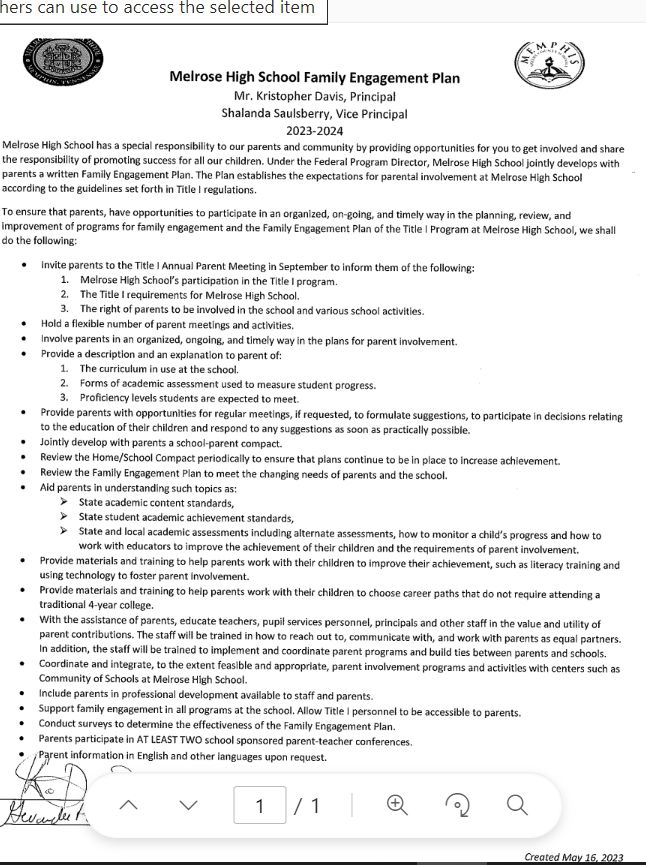 hers can use to access the selected item
MEMPHIS
Melrose High School Family Engagement Plan
Mr. Kristopher Davis, Principal
Shalanda Saulsberry, Vice Principal
2023-2024
Melrose High School has a special responsibility to our parents and community by providing opportunities for you to get involved and share
the responsibility of promoting success for all our children. Under the Federal Program Director, Melrose High School jointly develops with
parents a written Family Engagement Plan. The Plan establishes the expectations for parental involvement at Melrose High School
according to the guidelines set forth in Title I regulations.
To ensure that parents, have opportunities to participate in an organized, on-going, and timely way in the planning, review, and
improvement of programs for family engagement and the Family Engagement Plan of the Title I Program at Melrose High School, we shall
do the following:
• Invite parents to the Title I Annual Parent Meeting in September to inform them of the following:
1. Melrose High School's participation in the Title I program.
2. The Title I requirements for Melrose High School.
3. The right of parents to be involved in the school and various school activities.
• Hold a flexible number of parent meetings and activities.
• Involve parents in an organized, ongoing, and timely way in the plans for parent involvement.
• Provide a description and an explanation to parent of:
1. The curriculum in use at the school.
2. Forms of academic assessment used to measure student progress.
3. Proficiency levels students are expected to meet.
• Provide parents with opportunities for regular meetings, if requested, to formulate suggestions, to participate in decisions relating
to the education of their children and respond to any suggestions as soon as practically possible.
• Jointly develop with parents a school-parent compact.
• Review the Home/School Compact periodically to ensure that plans continue to be in place to increase achievement.
• Review the Family Engagement Plan to meet the changing needs of parents and the school.
• Aid parents in understanding such topics as:
➢ State academic content standards,
➢ State student academic achievement standards,
➢ State and local academic assessments including alternate assessments, how to monitor a child's progress and how to
work with educators to improve the achievement of their children and the requirements of parent involvement.
• Provide materials and training to help parents work with their children to improve their achievement, such as literacy training and
using technology to foster parent involvement.
• Provide materials and training to help parents work with their children to choose career paths that do not require attending a
traditional 4-year college.
• With the assistance of parents, educate teachers, pupil services personnel, principals and other staff in the value and utility of
parent contributions. The staff will be trained in how to reach out to, communicate with, and work with parents as equal partners.
In addition, the staff will be trained to implement and coordinate parent programs and build ties between parents and schools.
• Coordinate and integrate, to the extent feasible and appropriate, parent involvement programs and activities with centers such as
Community of Schools at Melrose High School.
• Include parents in professional development available to staff and parents.
• Support family engagement in all programs at the school. Allow Title I personnel to be accessible to parents.
• Conduct surveys to determine the effectiveness of the Family Engagement Plan.
• Parents participate in AT LEAST TWO school sponsored parent-teacher conferences.
• Parent information in English and other languages upon request.
1 / 1
Created May 16, 2023